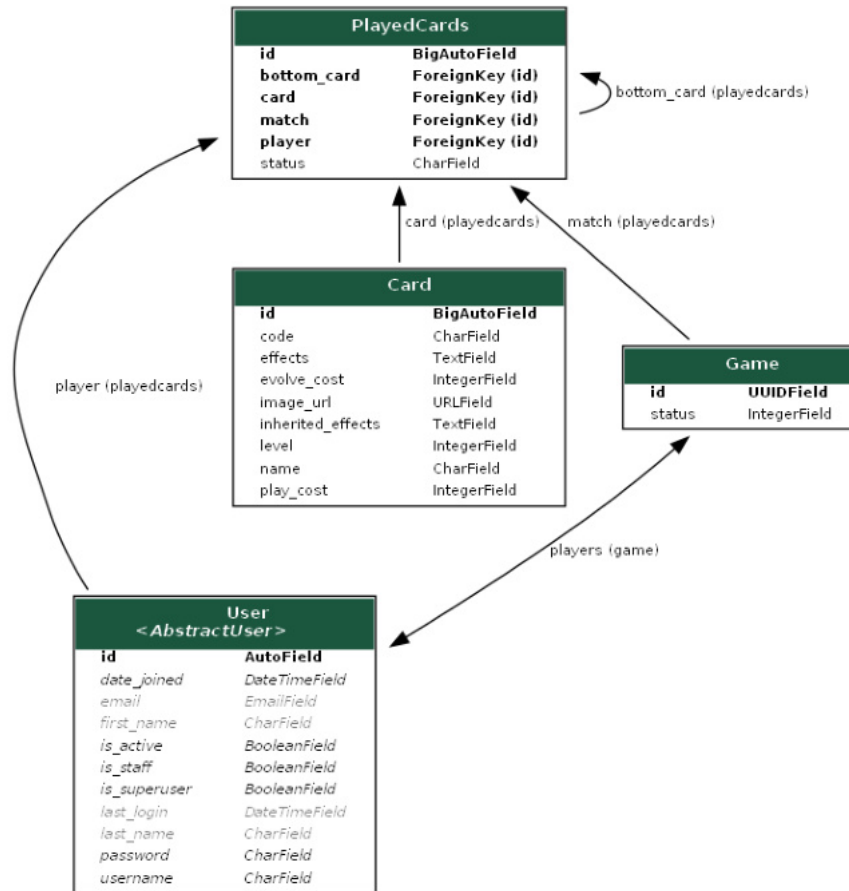 PlayedCards
id BigAutoField
bottom_card ForeignKey (id)
card ForeignKey (id)
match ForeignKey (id)
player ForeignKey (id)
status CharField
bottom_card (playedcards)
card (playedcards)
match (playedcards)
Card
id BigAutoField
code CharField
effects TextField
evolve_cost IntegerField
image_url URLField
inherited_effects TextField
level IntegerField
name CharField
play_cost IntegerField
Game
id UUIDField
status IntegerField
player (playedcards)
players (game)
User
<AbstractUser>
id AutoField
date_joined DateTimeField
email EmailField
first_name CharField
is_active BooleanField
is_staff BooleanField
is_superuser BooleanField
last_login DateTimeField
last_name CharField
password CharField
username CharField